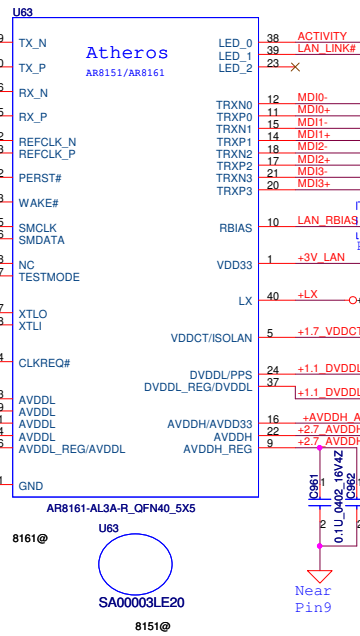 U63
Atheros
AR8151/AR8161
TX_N
TX_P
RX_N
RX_P
REFCLK_N
REFCLK_P
PERST#
WAKE#
SMCLK
SMDATA
NC
TESTMODE
XTLO
XTLI
CLKREQ#
AVDDL
AVDDL
AVDDL
AVDDL
AVDDL_REG/AVDDL
GND
LED_0 38 ACTIVITY
LED_1 39 LAN_LINK#
LED_2 23
TRXN0 12 MDI0-
TRXP0 11 MDI0+
TRXN1 15 MDI1-
TRXP1 14 MDI1+
TRXN2 18 MDI2-
TRXP2 17 MDI2+
TRXN3 21 MDI3-
TRXP3 20 MDI3+
RBIAS 10 LAN_RBIAS
VDD33 1 +3V_LAN
LX 40 +LX
VDDCT/ISOLAN 5 +1.7_VDDCT
DVDDL/PPS 24 +1.1_DVDDL
DVDDL_REG/DVDDL 37 +1.1_DVDDL
AVDDH/AVDD33 16 +AVDDH_A
AVDDH 22 +2.7_AVDDH
AVDDH_REG 9 +2.7_AVDDH
AR8161-AL3A-R_QFN40_5X5
8161@
U63
SA00003LE20
8151@
C961
1
2
0.1U_0402_16V4Z
C962
1
2
Near
Pin9